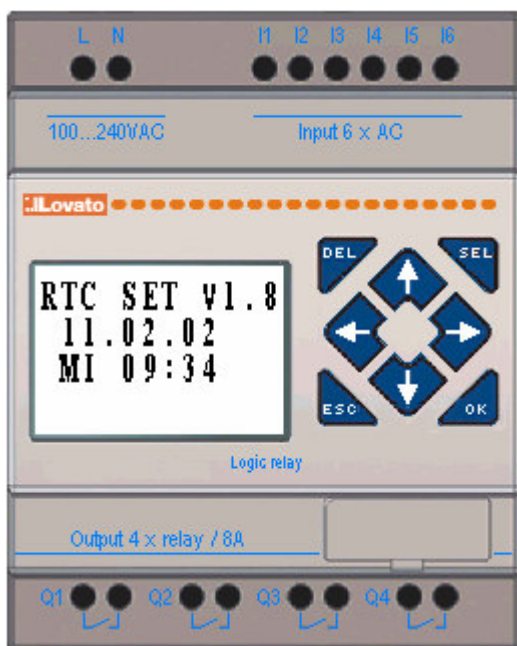 L N I1 I2 I3 I4 I5 I6
100...240VAC Input 6 x AC
Lovato
DEL SEL
RTC SET V1.8
11.02.02
MI 09:34
ESC OK
Logic relay
Output 4 x relay / 8A
Q1 Q2 Q3 Q4